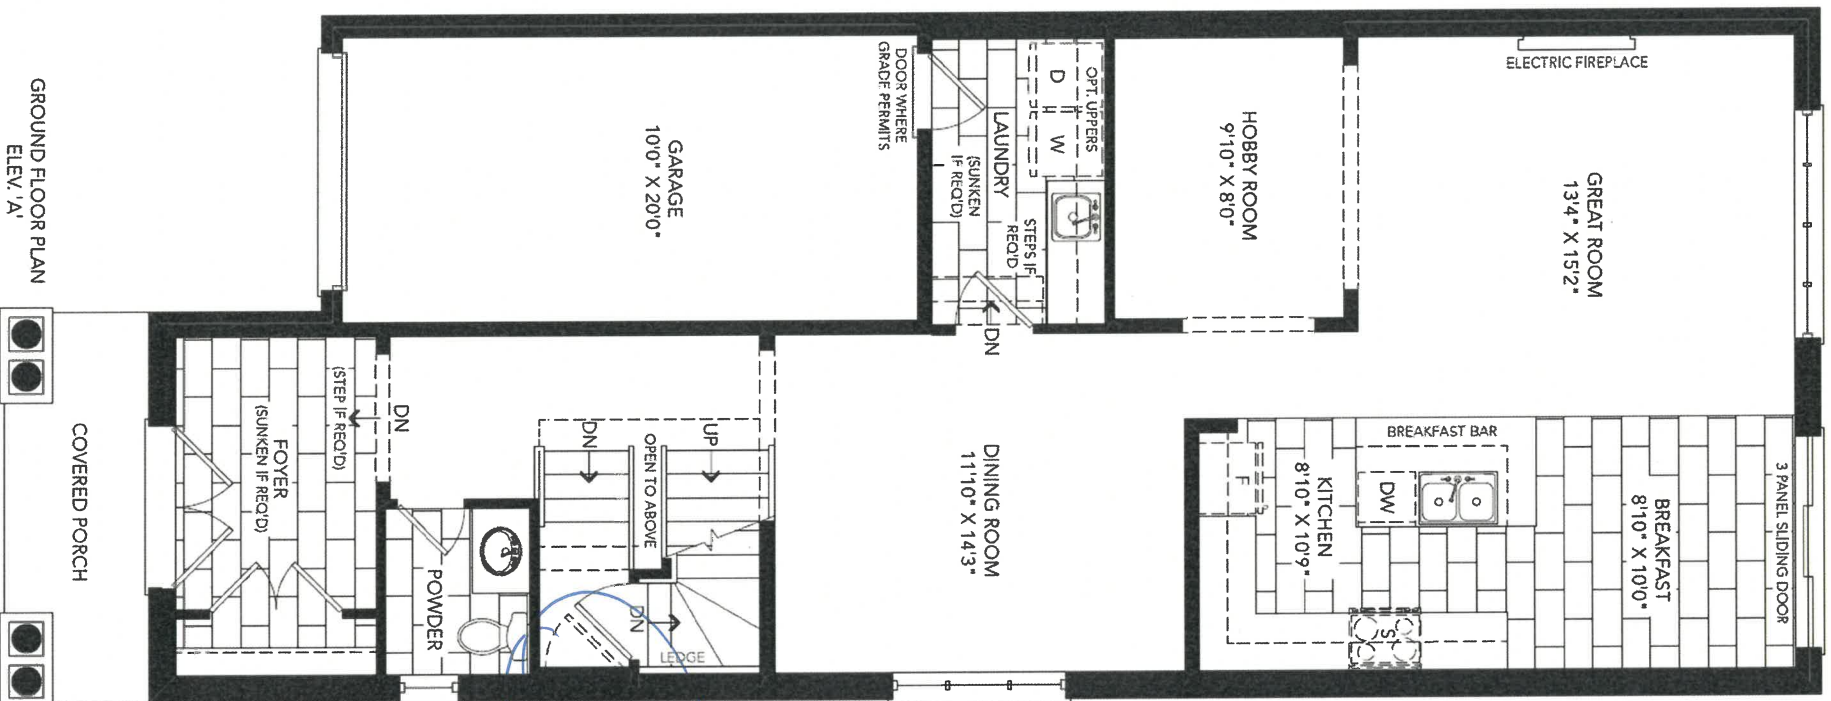 GROUND FLOOR PLAN
ELEV. 'A'
COVERED PORCH
FOYER
(SUNKEN IF REQ'D)
(STEP IF REQ'D)
DN
POWDER
GARAGE
10'0" X 20'0"
DOOR WHERE
GRADE PERMITS
DN
OPEN TO ABOVE
UP
DN
LEDGE
LAUNDRY
(SUNKEN
IF REQ'D)
OPT. UPPERS
D
W
STEPS IF
REQ'D
DN
DINING ROOM
11'10" X 14'3"
HOBBY ROOM
9'10" X 8'0"
GREAT ROOM
13'4" X 15'2"
ELECTRIC FIREPLACE
KITCHEN
8'10" X 10'9"
F
BREAKFAST BAR
DW
S
BREAKFAST
8'10" X 10'0"
3 PANEL SLIDING DOOR